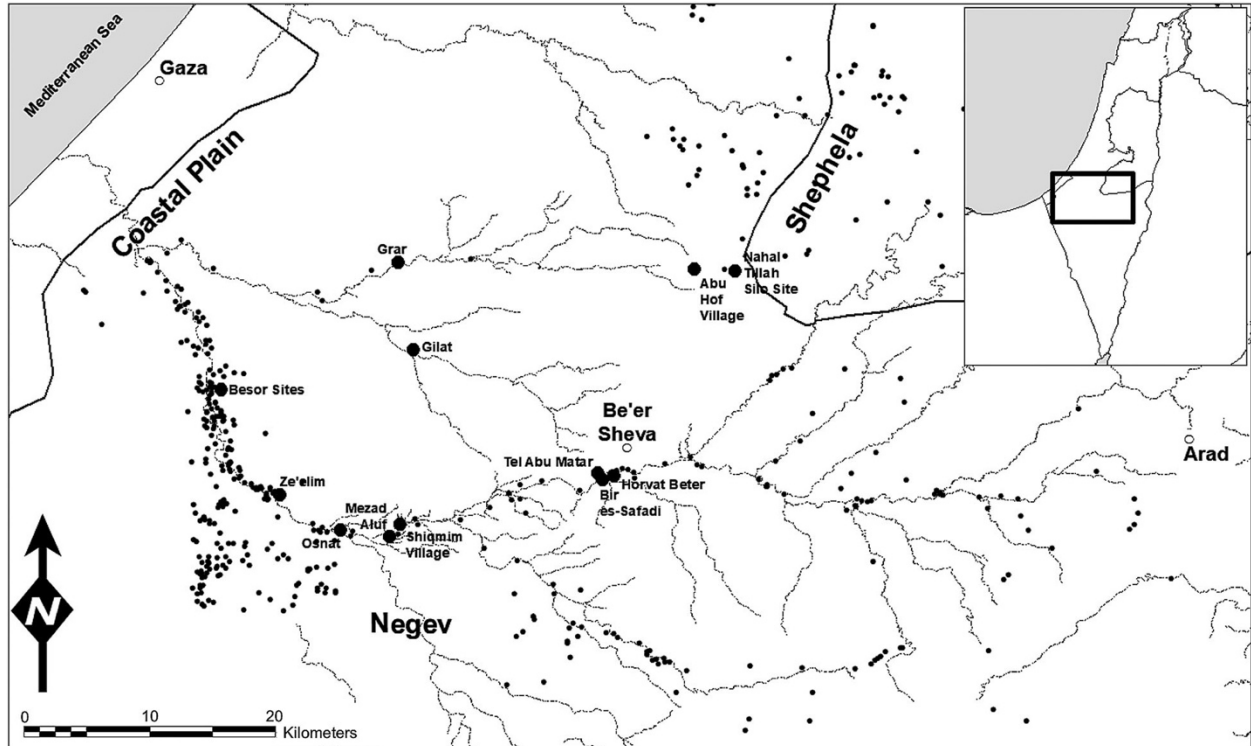 Mediterranean Sea
Gaza
Coastal Plain
Shephela
Grar
Nahal
Tillah
Silo Site
Abu
Hof
Village
Gilat
Besor Sites
Be'er
Sheva
Arad
Tel Abu Matar
Horvat Beter
Bir
es-Safadi
Ze'elim
Mezad
Aluf
Osnat
Shiqmim
Village
Negev
N
0 10 20
Kilometers